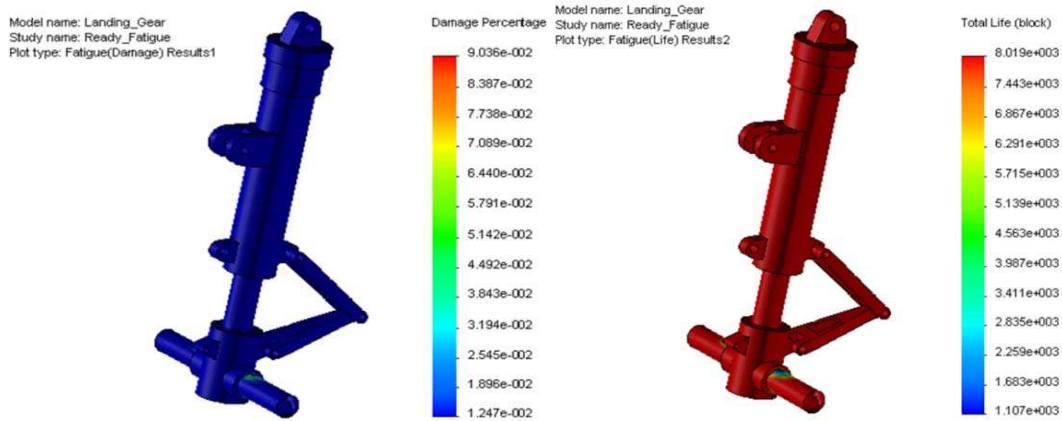 Model name: Landing_Gear
Study name: Ready_Fatigue
Plot type: Fatigue(Damage) Results1
Damage Percentage
9.036e-002
8.387e-002
7.738e-002
7.089e-002
6.440e-002
5.791e-002
5.142e-002
4.492e-002
3.843e-002
3.194e-002
2.545e-002
1.896e-002
1.247e-002
Model name: Landing_Gear
Study name: Ready_Fatigue
Plot type: Fatigue(Life) Results2
Total Life (block)
8.019e+003
7.443e+003
6.867e+003
6.291e+003
5.715e+003
5.139e+003
4.563e+003
3.987e+003
3.411e+003
2.835e+003
2.259e+003
1.683e+003
1.107e+003